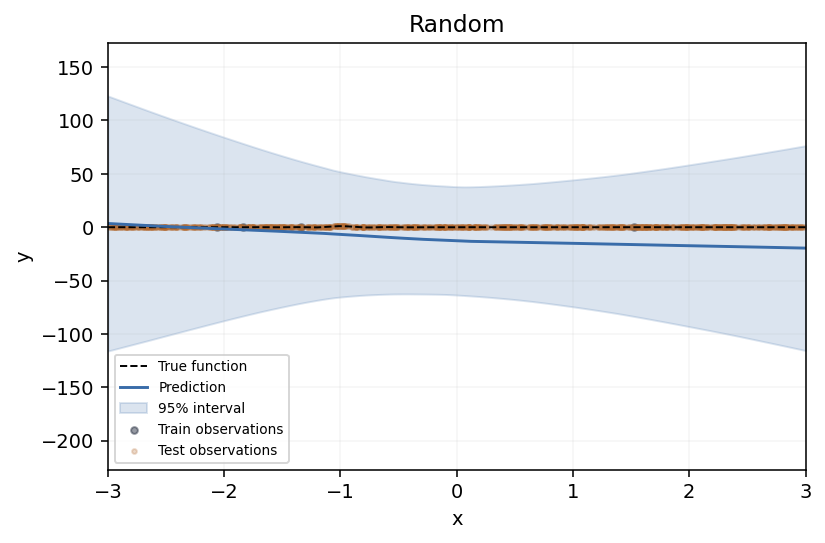 Random
y
150
100
50
0
−50
−100
−150
−200
True function
Prediction
95% interval
Train observations
Test observations
−3 −2 −1 0 1 2 3
x